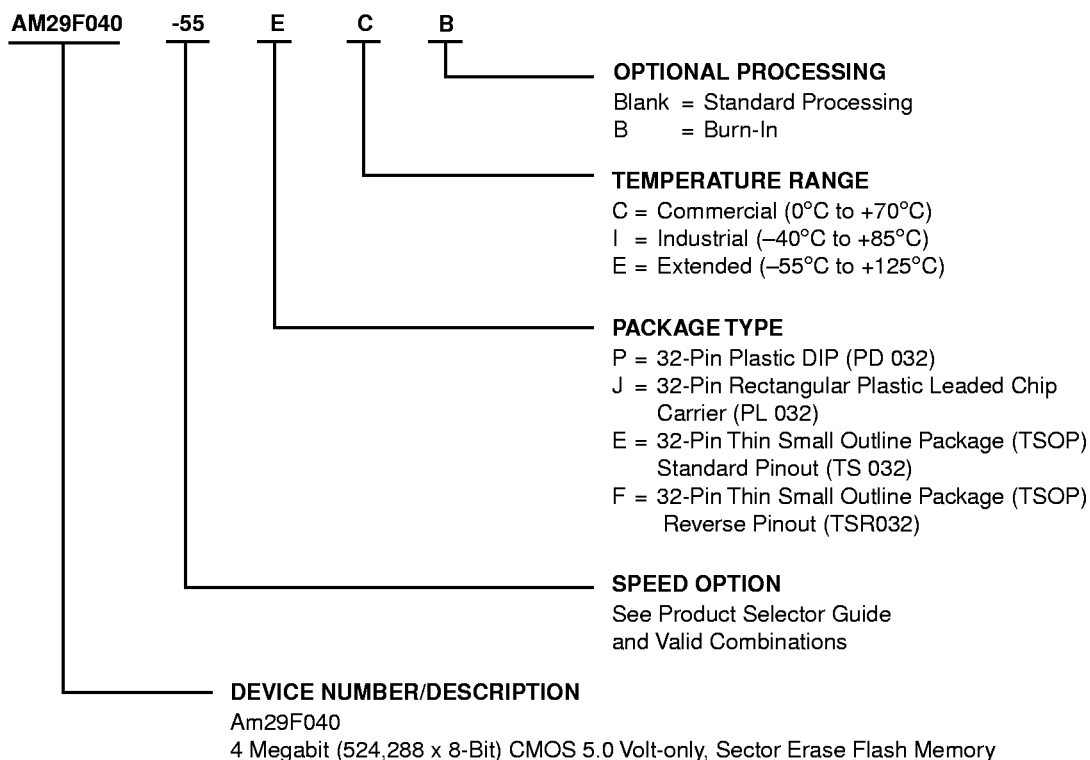 AM29F040 -55 E C B
OPTIONAL PROCESSING
Blank = Standard Processing
B = Burn-In
TEMPERATURE RANGE
C = Commercial (0°C to +70°C)
I = Industrial (–40°C to +85°C)
E = Extended (–55°C to +125°C)
PACKAGE TYPE
P = 32-Pin Plastic DIP (PD 032)
J = 32-Pin Rectangular Plastic Leaded Chip
Carrier (PL 032)
E = 32-Pin Thin Small Outline Package (TSOP)
Standard Pinout (TS 032)
F = 32-Pin Thin Small Outline Package (TSOP)
Reverse Pinout (TSR032)
SPEED OPTION
See Product Selector Guide
and Valid Combinations
DEVICE NUMBER/DESCRIPTION
Am29F040
4 Megabit (524,288 x 8-Bit) CMOS 5.0 Volt-only, Sector Erase Flash Memory